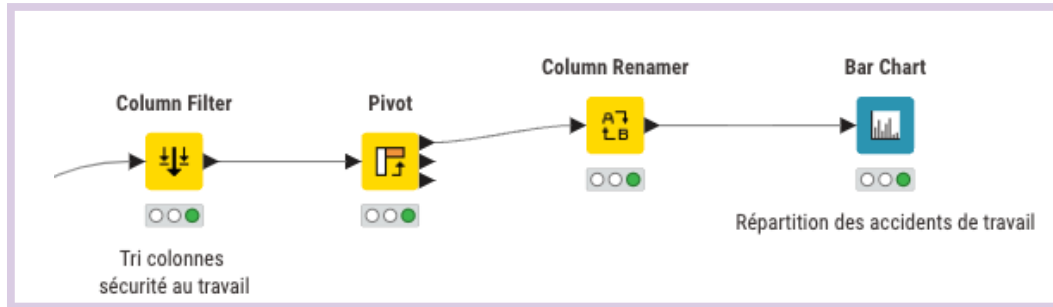 Column Renamer
Bar Chart
Column Filter
Pivot
A
B
Répartition des accidents de travail
Tri colonnes
sécurité au travail